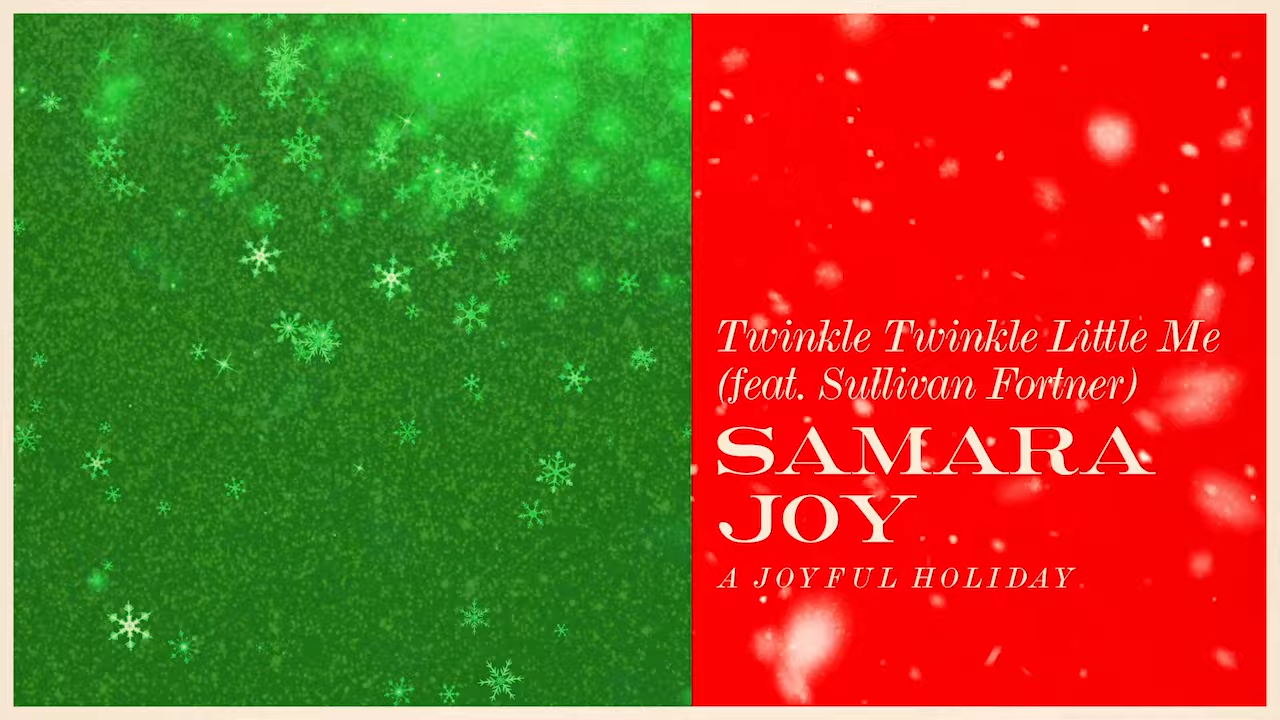 Twinkle Twinkle Little Me
(feat. Sullivan Fortner)
SAMARA
JOY
A JOYFUL HOLIDAY